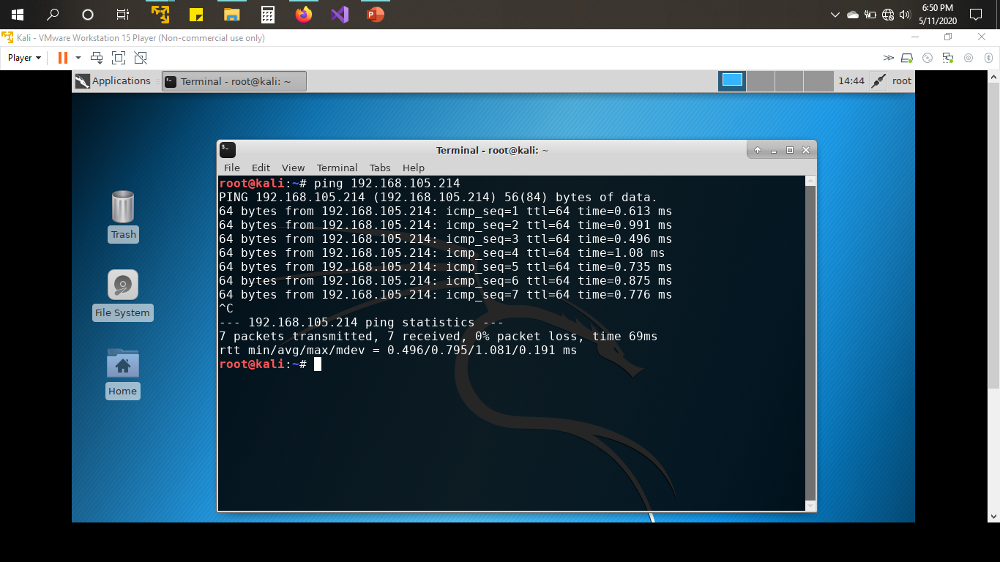 6:50 PM
5/11/2020
Kali - VMware Workstation 15 Player (Non-commercial use only)
Player
Applications
Terminal - root@kali: ~
14:44
root
Terminal - root@kali: ~
File Edit View Terminal Tabs Help
root@kali:~# ping 192.168.105.214
PING 192.168.105.214 (192.168.105.214) 56(84) bytes of data.
64 bytes from 192.168.105.214: icmp_seq=1 ttl=64 time=0.613 ms
64 bytes from 192.168.105.214: icmp_seq=2 ttl=64 time=0.991 ms
64 bytes from 192.168.105.214: icmp_seq=3 ttl=64 time=0.496 ms
64 bytes from 192.168.105.214: icmp_seq=4 ttl=64 time=1.08 ms
64 bytes from 192.168.105.214: icmp_seq=5 ttl=64 time=0.735 ms
64 bytes from 192.168.105.214: icmp_seq=6 ttl=64 time=0.875 ms
64 bytes from 192.168.105.214: icmp_seq=7 ttl=64 time=0.776 ms
^C
--- 192.168.105.214 ping statistics ---
7 packets transmitted, 7 received, 0% packet loss, time 69ms
rtt min/avg/max/mdev = 0.496/0.795/1.081/0.191 ms
root@kali:~#
Trash
File System
Home